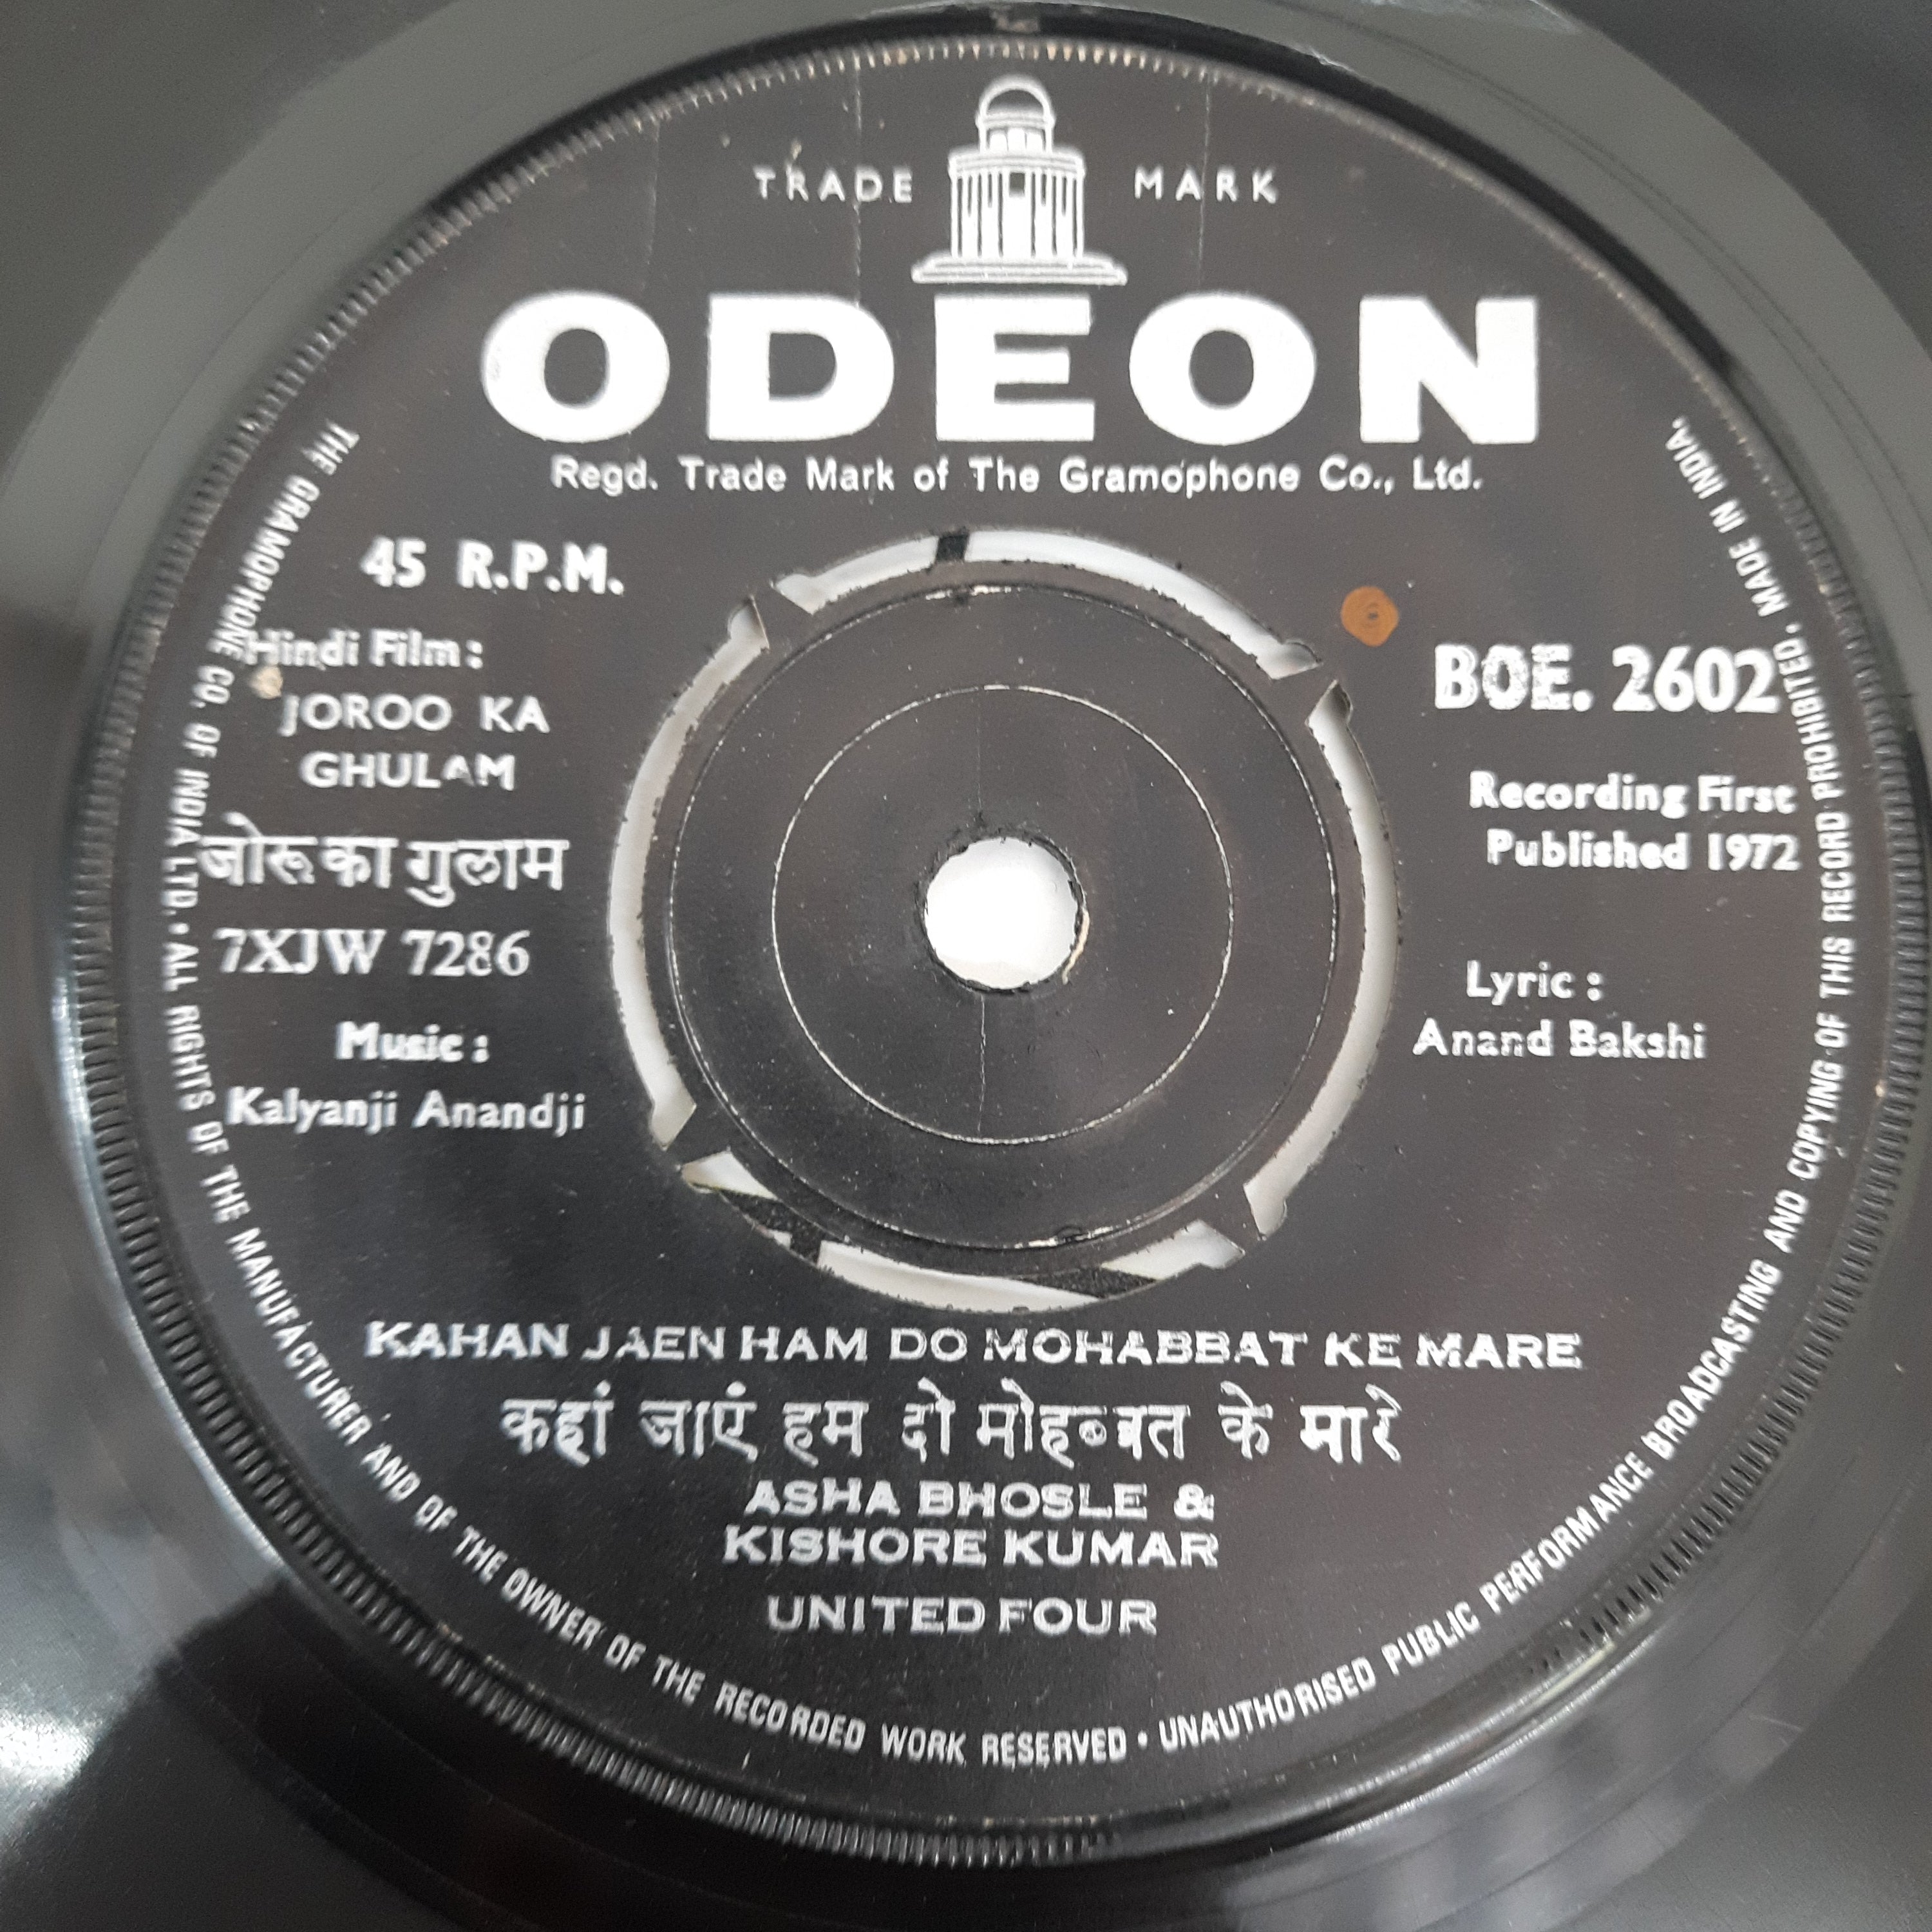 TRADE MARK
ODEON
Regd. Trade Mark of The Gramophone Co., Ltd.
45 R.P.M.
Hindi Film:
JOROO KA
GHULAM
जोरू का गुलाम
7XJW 7286
Music:
Kalyanji Anandji
BOE. 2602
Recording First
Published 1972
Lyric:
Anand Bakshi
KAHAN JAEN HAM DO MOHABBAT KE MARE
कहां जाएं हम दो मोहब्बत के मारे
ASHA BHOSLE &
KISHORE KUMAR
UNITED FOUR
THE GRAMOPHONE CO. OF INDIA LTD. • ALL RIGHTS OF THE MANUFACTURER AND OF THE OWNER OF THE RECORDED WORK RESERVED • UNAUTHORISED PUBLIC PERFORMANCE BROADCASTING AND COPYING OF THIS RECORD PROHIBITED. MADE IN INDIA.